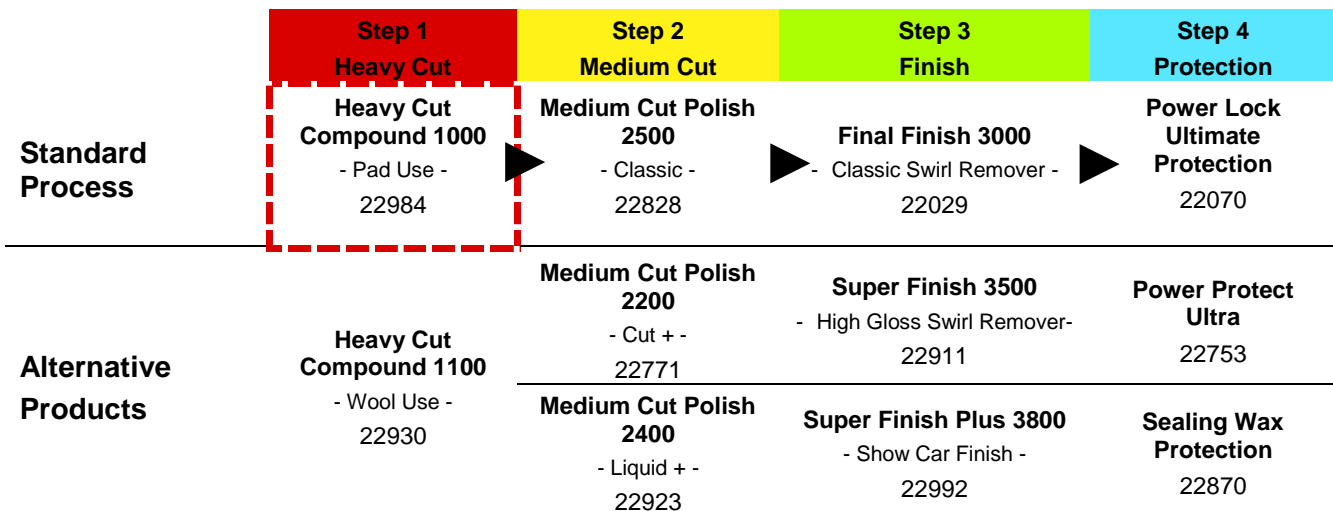 Step 1
Heavy Cut
Step 2
Medium Cut
Step 3
Finish
Step 4
Protection
Standard
Process
Heavy Cut
Compound 1000
- Pad Use -
22984
Medium Cut Polish
2500
- Classic -
22828
Final Finish 3000
- Classic Swirl Remover -
22029
Power Lock
Ultimate
Protection
22070
Alternative
Products
Heavy Cut
Compound 1100
- Wool Use -
22930
Medium Cut Polish
2200
- Cut + -
22771
Super Finish 3500
- High Gloss Swirl Remover-
22911
Power Protect
Ultra
22753
Medium Cut Polish
2400
- Liquid + -
22923
Super Finish Plus 3800
- Show Car Finish -
22992
Sealing Wax
Protection
22870